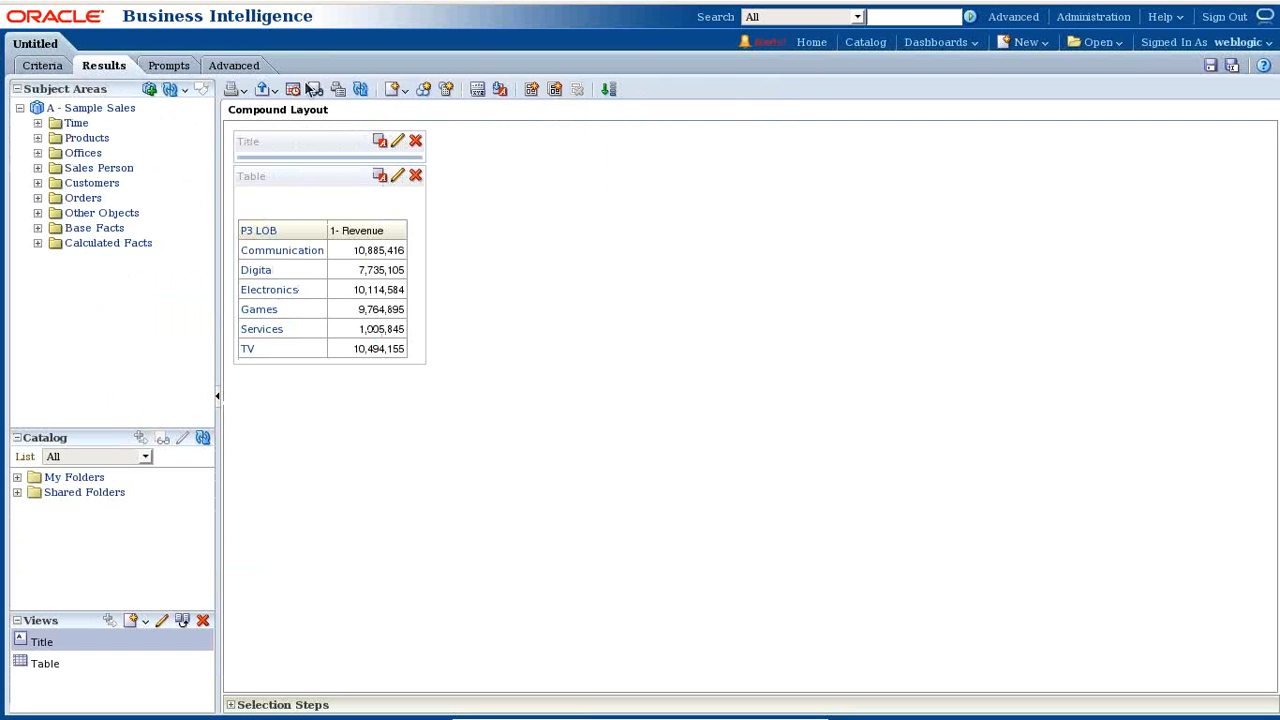 ORACLE® Business Intelligence
Search All Advanced Administration Help Sign Out
Untitled
Home Catalog Dashboards New Open Signed In As weblogic
Criteria Results Prompts Advanced
Subject Areas
Compound Layout
A - Sample Sales
Time
Products
Offices
Sales Person
Customers
Orders
Other Objects
Base Facts
Calculated Facts
Title
Table
P3 LOB 1- Revenue
Communication 10,885,416
Digita 7,735,105
Electronics 10,114,584
Games 9,764,895
Services 1,005,845
TV 10,494,155
Catalog
List All
My Folders
Shared Folders
Views
Title
Table
Selection Steps